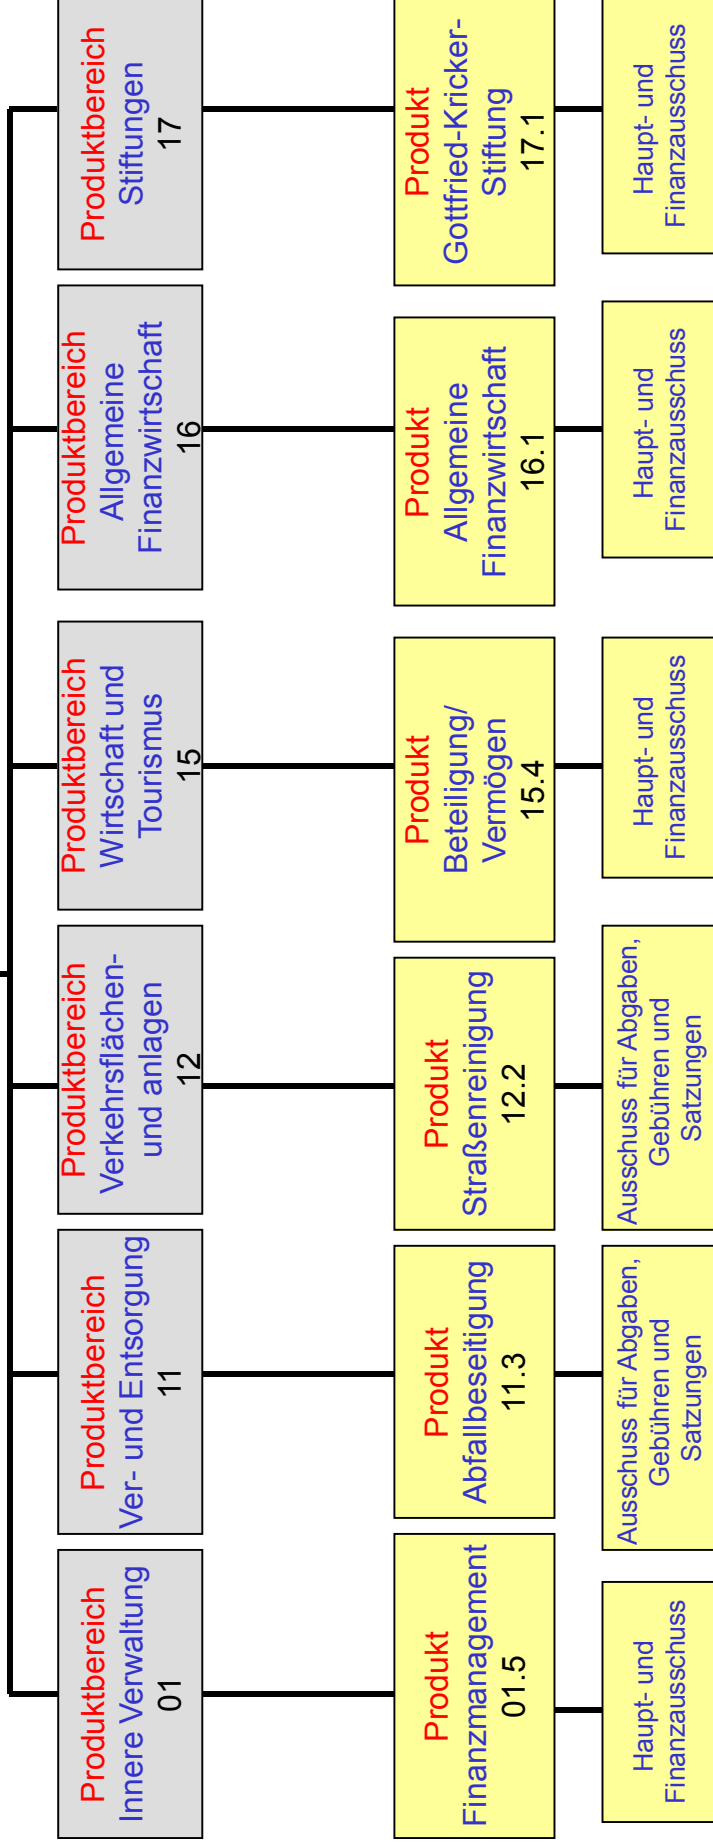 Produktbereich
Innere Verwaltung
01
Produktbereich
Ver- und Entsorgung
11
Produktbereich
Verkehrsflächen-
und anlagen
12
Produktbereich
Wirtschaft und
Tourismus
15
Produktbereich
Allgemeine
Finanzwirtschaft
16
Produktbereich
Stiftungen
17
Produkt
Finanzmanagement
01.5
Produkt
Abfallbeseitigung
11.3
Produkt
Straßenreinigung
12.2
Produkt
Beteiligung/
Vermögen
15.4
Produkt
Allgemeine
Finanzwirtschaft
16.1
Produkt
Gottfried-Kricker-
Stiftung
17.1
Haupt- und
Finanzausschuss
Ausschuss für Abgaben,
Gebühren und
Satzungen
Ausschuss für Abgaben,
Gebühren und
Satzungen
Haupt- und
Finanzausschuss
Haupt- und
Finanzausschuss
Haupt- und
Finanzausschuss